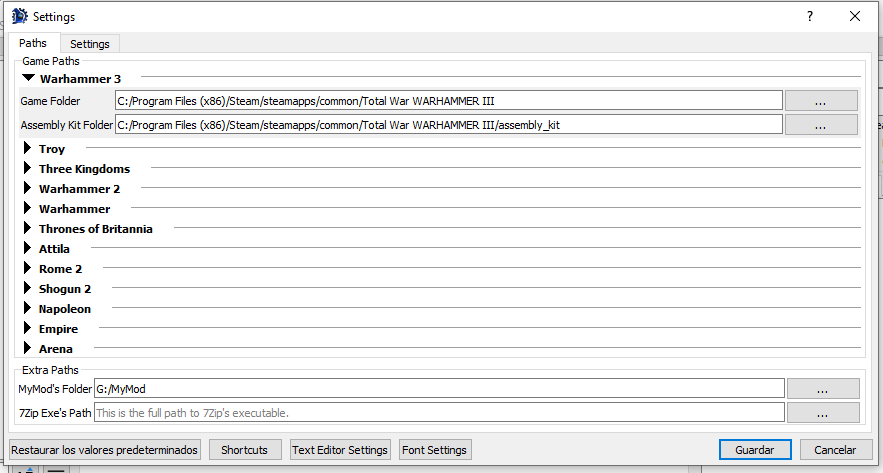 Settings
Paths Settings
Game Paths
Warhammer 3
Game Folder C:/Program Files (x86)/Steam/steamapps/common/Total War WARHAMMER III ...
Assembly Kit Folder C:/Program Files (x86)/Steam/steamapps/common/Total War WARHAMMER III/assembly_kit ...
Troy
Three Kingdoms
Warhammer 2
Warhammer
Thrones of Britannia
Attila
Rome 2
Shogun 2
Napoleon
Empire
Arena
Extra Paths
MyMod's Folder G:/MyMod ...
7Zip Exe's Path This is the full path to 7Zip's executable. ...
Restaurar los valores predeterminados Shortcuts Text Editor Settings Font Settings Guardar Cancelar